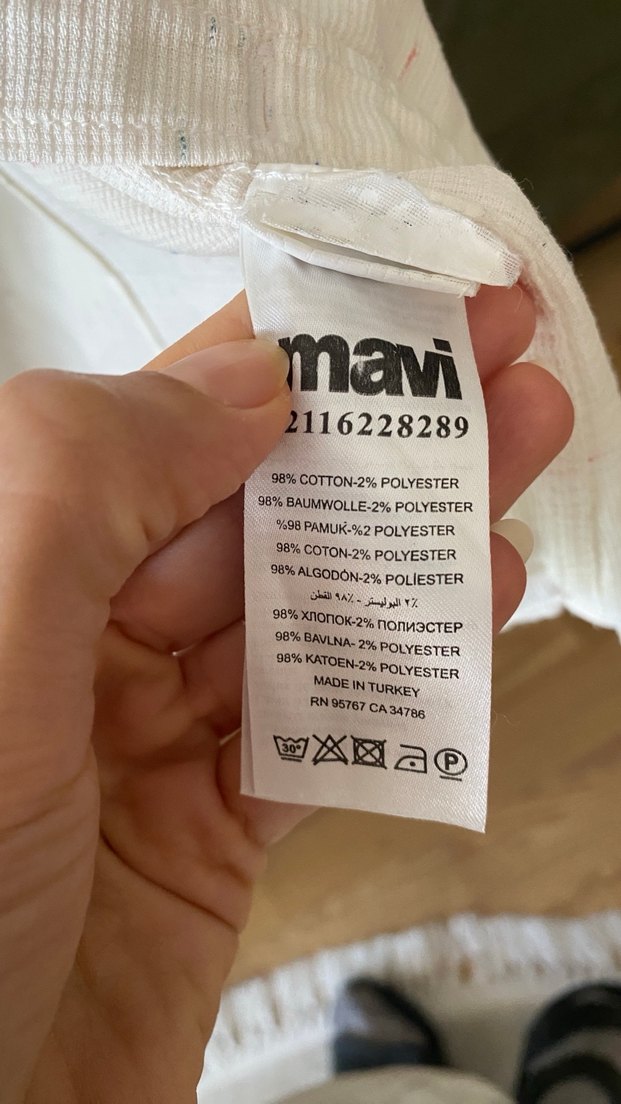 mavi
2116228289
98% COTTON-2% POLYESTER
98% BAUMWOLLE-2% POLYESTER
%98 PAMUK-%2 POLYESTER
98% COTON-2% POLYESTER
98% ALGODÓN-2% POLÍESTER
٪٢ البوليستر - ٪٩٨ القطن
98% ХЛОПОК-2% ПОЛИЭСТЕР
98% BAVLNA- 2% POLYESTER
98% KATOEN-2% POLYESTER
MADE IN TURKEY
RN 95767 CA 34786
30° P